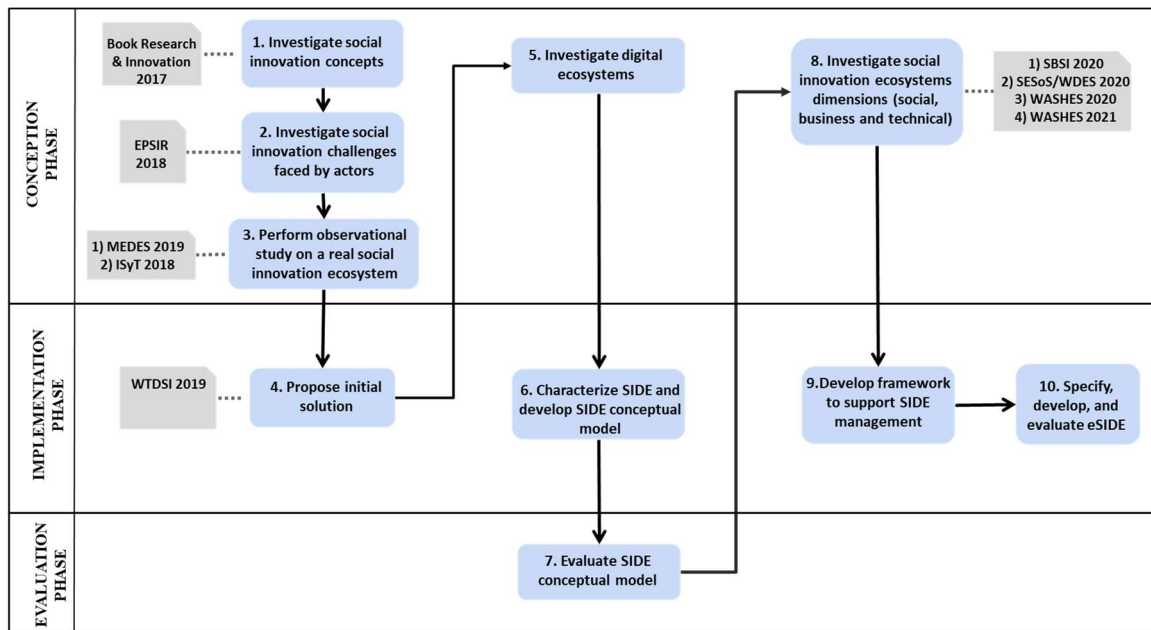 CONCEPTION
PHASE
Book Research
& Innovation
2017
1. Investigate social
innovation concepts
EPSIR
2018
2. Investigate social
innovation challenges
faced by actors
1) MEDES 2019
2) ISyT 2018
3. Perform observational
study on a real social
innovation ecosystem
5. Investigate digital
ecosystems
8. Investigate social
innovation ecosystems
dimensions (social,
business and technical)
1) SBSI 2020
2) SESoS/WDES 2020
3) WASHES 2020
4) WASHES 2021
IMPLEMENTATION
PHASE
WTDSI 2019
4. Propose initial
solution
6. Characterize SIDE and
develop SIDE conceptual
model
9.Develop framework
to support SIDE
management
10. Specify,
develop, and
evaluate eSIDE
EVALUATION
PHASE
7. Evaluate SIDE
conceptual model